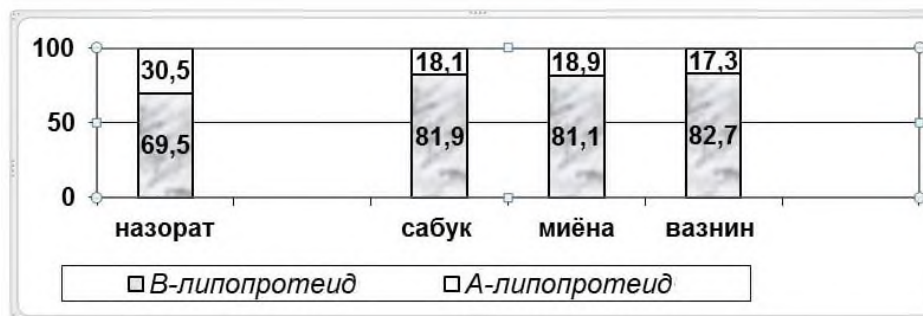 100
30,5
18,1
18,9
17,3
50
69,5
81,9
81,1
82,7
0
назорат
сабук
миёна
вазнин
В-липопротеид
А-липопротеид